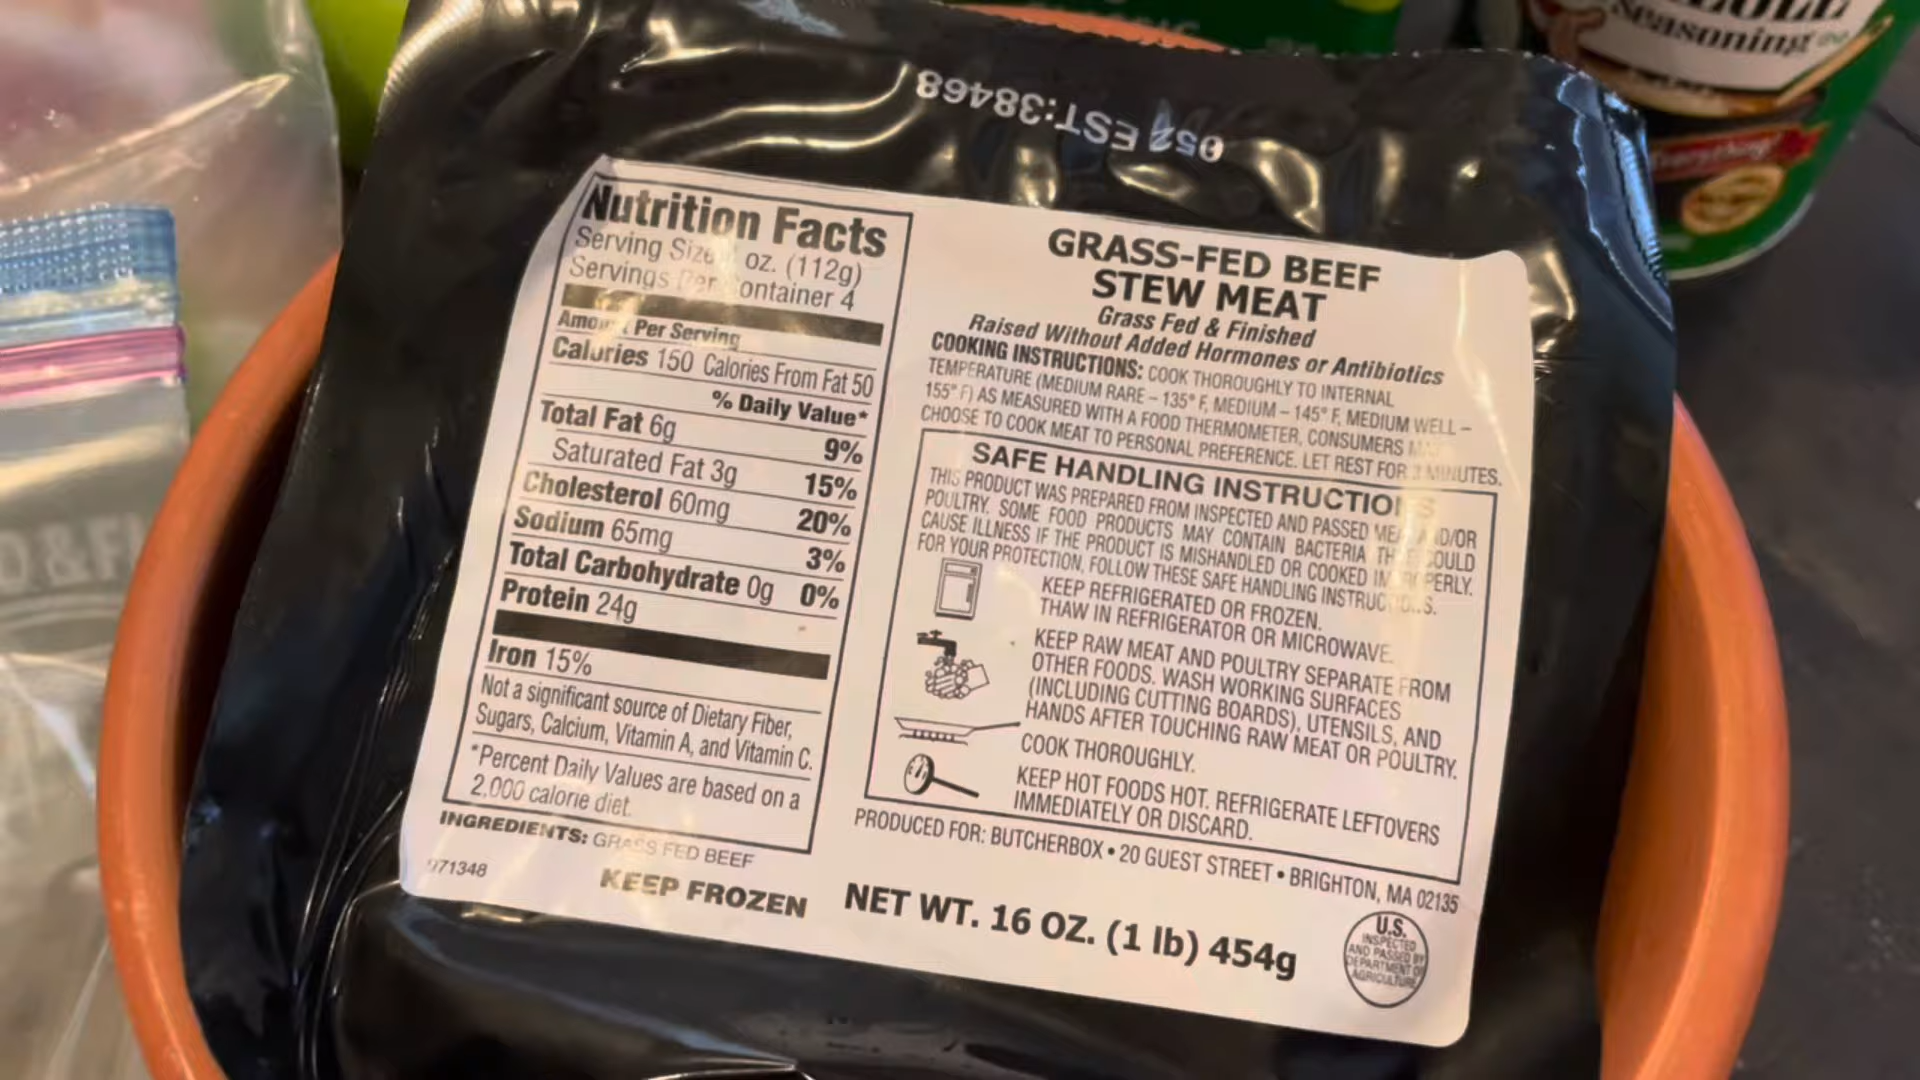 Seasoning
052 EST:38468
Nutrition Facts
Serving Size oz. (112g)
Servings Per Container 4
Amount Per Serving
Calories 150 Calories From Fat 50
% Daily Value*
Total Fat 6g 9%
Saturated Fat 3g 15%
Cholesterol 60mg 20%
Sodium 65mg 3%
Total Carbohydrate 0g 0%
Protein 24g
Iron 15%
Not a significant source of Dietary Fiber,
Sugars, Calcium, Vitamin A, and Vitamin C.
*Percent Daily Values are based on a
2,000 calorie diet.
INGREDIENTS: GRASS FED BEEF
071348
KEEP FROZEN
GRASS-FED BEEF
STEW MEAT
Grass Fed & Finished
Raised Without Added Hormones or Antibiotics
COOKING INSTRUCTIONS: COOK THOROUGHLY TO INTERNAL
TEMPERATURE (MEDIUM RARE – 135° F, MEDIUM – 145° F, MEDIUM WELL –
155° F) AS MEASURED WITH A FOOD THERMOMETER, CONSUMERS
CHOOSE TO COOK MEAT TO PERSONAL PREFERENCE. LET REST FOR 3 MINUTES.
SAFE HANDLING INSTRUCTIONS
THIS PRODUCT WAS PREPARED FROM INSPECTED AND PASSED MEAT AND/OR
POULTRY. SOME FOOD PRODUCTS MAY CONTAIN BACTERIA THAT COULD
CAUSE ILLNESS IF THE PRODUCT IS MISHANDLED OR COOKED IMPROPERLY.
FOR YOUR PROTECTION, FOLLOW THESE SAFE HANDLING INSTRUCTIONS.
KEEP REFRIGERATED OR FROZEN.
THAW IN REFRIGERATOR OR MICROWAVE.
KEEP RAW MEAT AND POULTRY SEPARATE FROM
OTHER FOODS. WASH WORKING SURFACES
(INCLUDING CUTTING BOARDS), UTENSILS, AND
HANDS AFTER TOUCHING RAW MEAT OR POULTRY.
COOK THOROUGHLY.
KEEP HOT FOODS HOT. REFRIGERATE LEFTOVERS
IMMEDIATELY OR DISCARD.
PRODUCED FOR: BUTCHERBOX • 20 GUEST STREET • BRIGHTON, MA 02135
NET WT. 16 OZ. (1 lb) 454g
U.S.
INSPECTED
AND PASSED BY
DEPARTMENT OF
AGRICULTURE